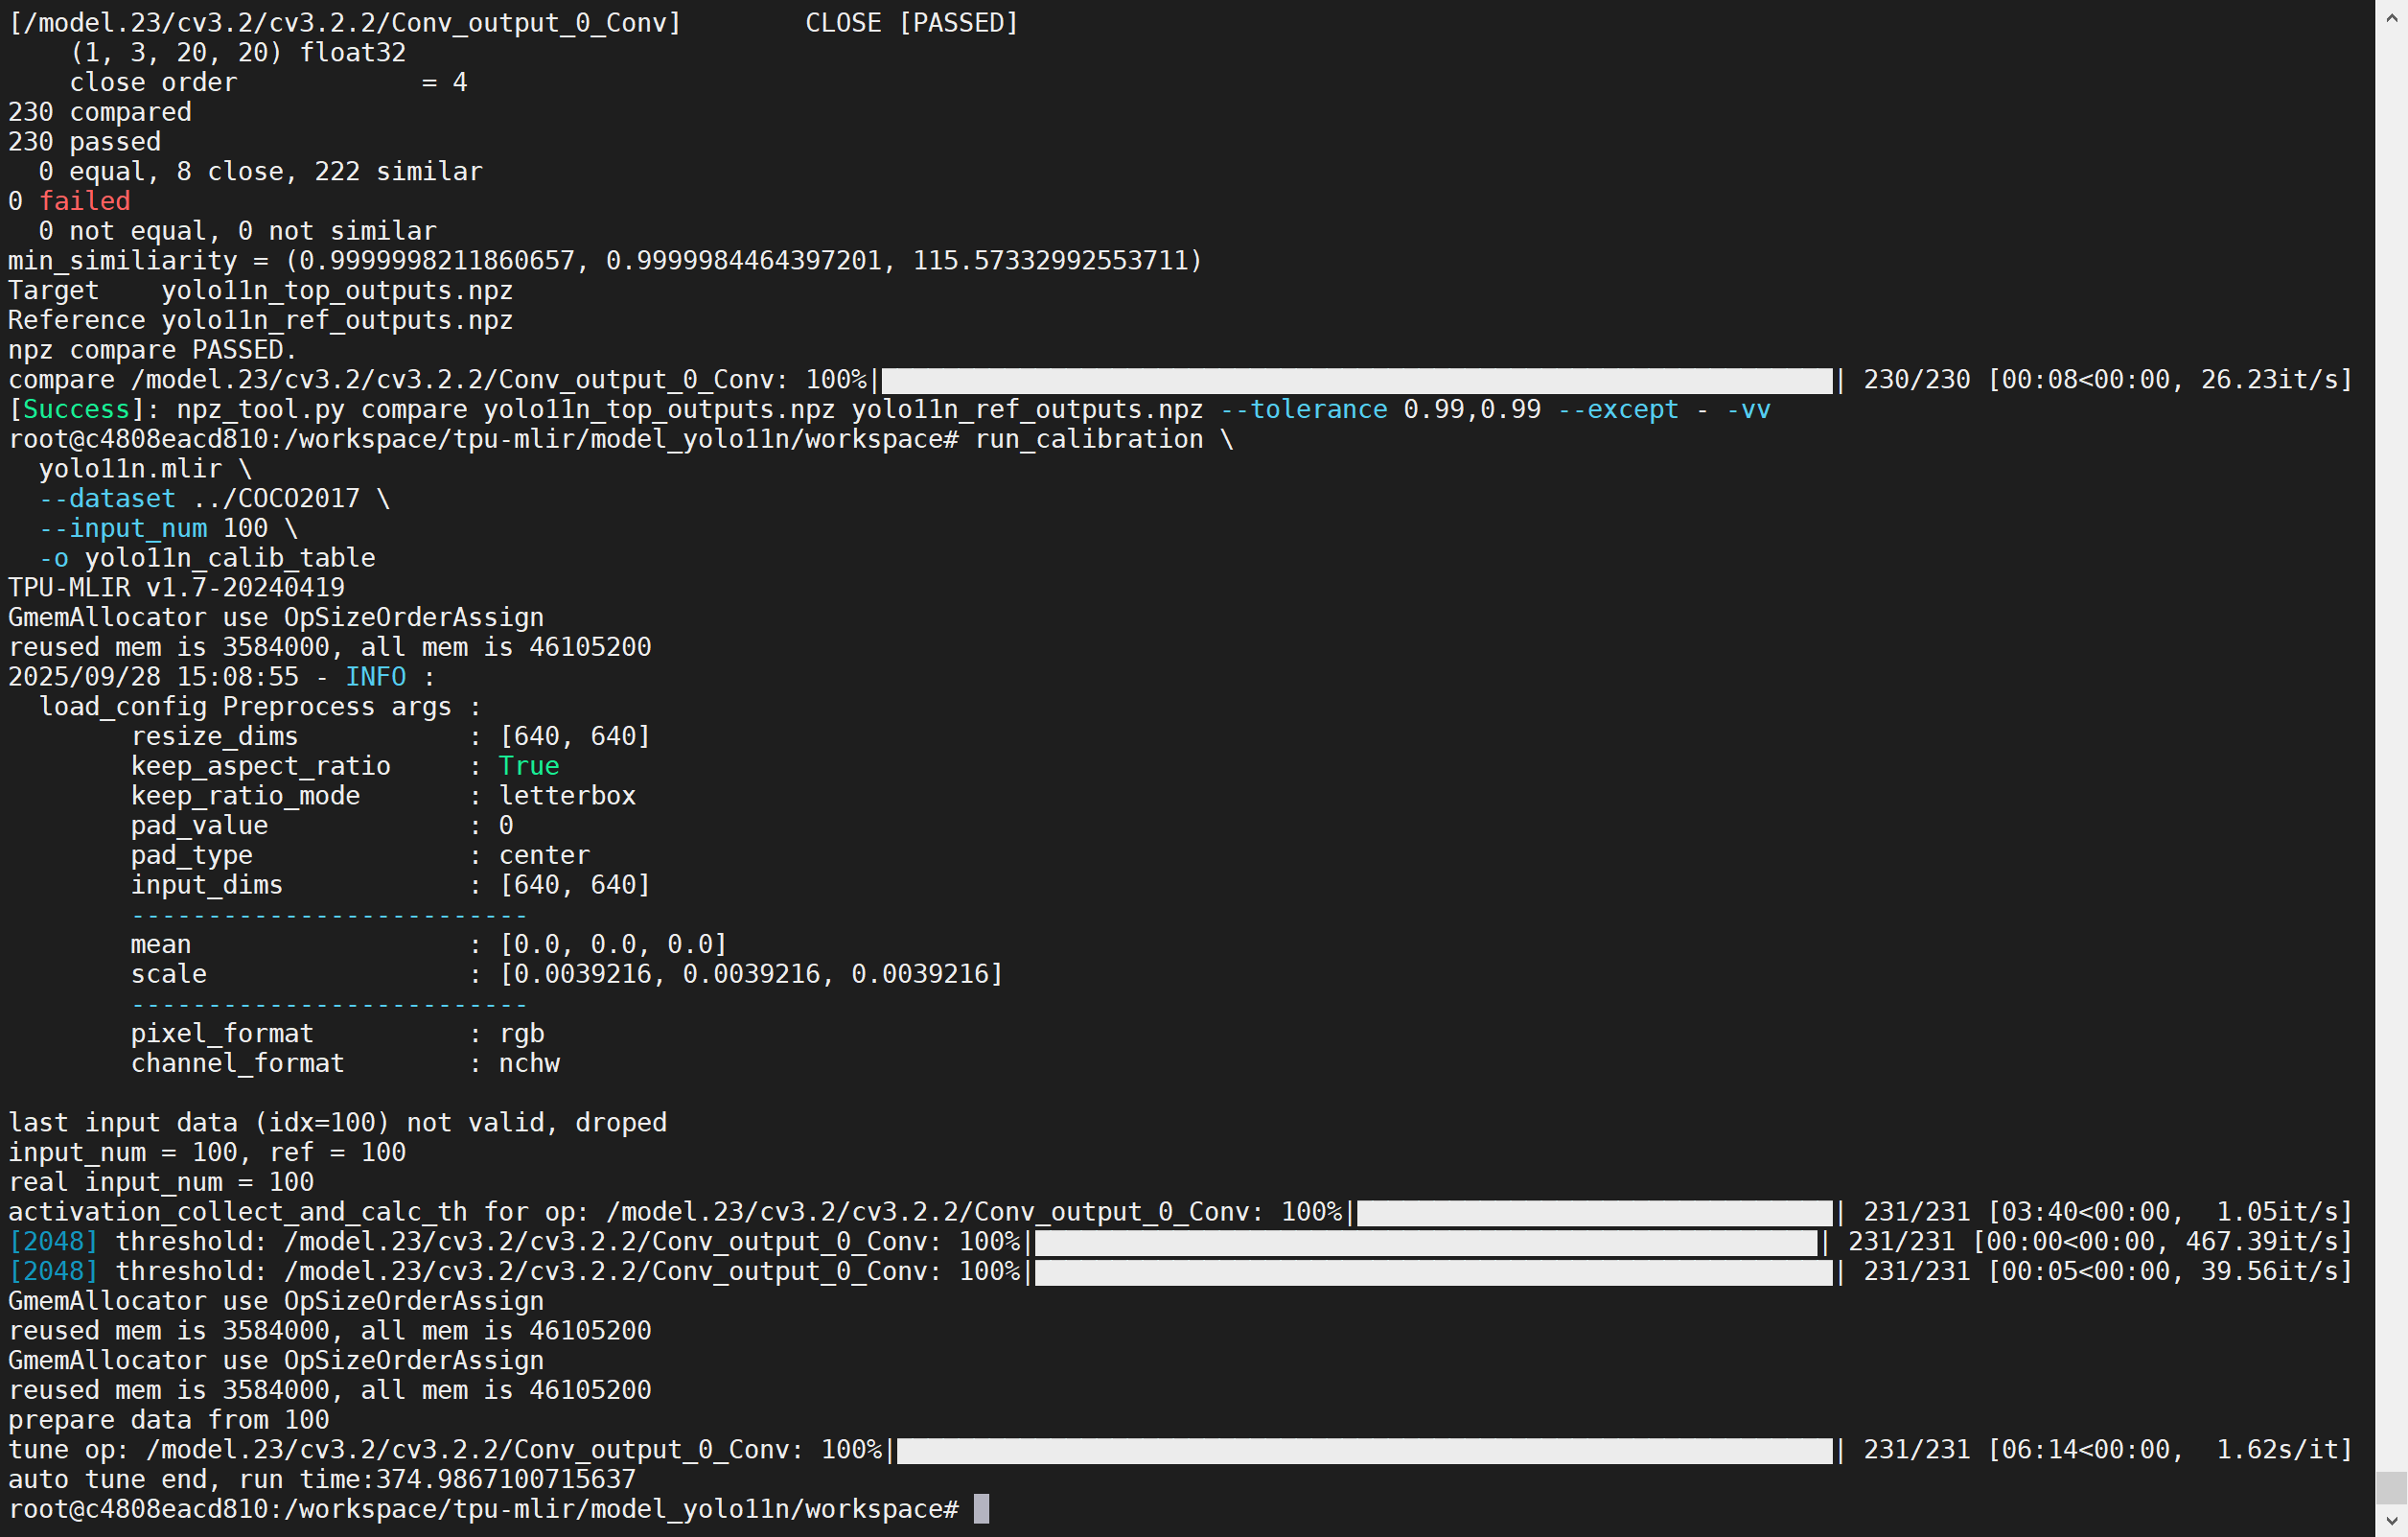 [/model.23/cv3.2/cv3.2.2/Conv_output_0_Conv]        CLOSE [PASSED]
    (1, 3, 20, 20) float32
    close order            = 4
230 compared
230 passed
  0 equal, 8 close, 222 similar
0 failed
  0 not equal, 0 not similar
min_similiarity = (0.9999998211860657, 0.9999984464397201, 115.57332992553711)
Target    yolo11n_top_outputs.npz
Reference yolo11n_ref_outputs.npz
npz compare PASSED.
compare /model.23/cv3.2/cv3.2.2/Conv_output_0_Conv: 100%|| 230/230 [00:08<00:00, 26.23it/s]
[Success]: npz_tool.py compare yolo11n_top_outputs.npz yolo11n_ref_outputs.npz --tolerance 0.99,0.99 --except - -vv
root@c4808eacd810:/workspace/tpu-mlir/model_yolo11n/workspace# run_calibration \
  yolo11n.mlir \
  --dataset ../COCO2017 \
  --input_num 100 \
  -o yolo11n_calib_table
TPU-MLIR v1.7-20240419
GmemAllocator use OpSizeOrderAssign
reused mem is 3584000, all mem is 46105200
2025/09/28 15:08:55 - INFO :
  load_config Preprocess args :
        resize_dims           : [640, 640]
        keep_aspect_ratio     : True
        keep_ratio_mode       : letterbox
        pad_value             : 0
        pad_type              : center
        input_dims            : [640, 640]
        --------------------------
        mean                  : [0.0, 0.0, 0.0]
        scale                 : [0.0039216, 0.0039216, 0.0039216]
        --------------------------
        pixel_format          : rgb
        channel_format        : nchw
last input data (idx=100) not valid, droped
input_num = 100, ref = 100
real input_num = 100
activation_collect_and_calc_th for op: /model.23/cv3.2/cv3.2.2/Conv_output_0_Conv: 100%|| 231/231 [03:40<00:00,  1.05it/s]
[2048] threshold: /model.23/cv3.2/cv3.2.2/Conv_output_0_Conv: 100%|| 231/231 [00:00<00:00, 467.39it/s]
[2048] threshold: /model.23/cv3.2/cv3.2.2/Conv_output_0_Conv: 100%|| 231/231 [00:05<00:00, 39.56it/s]
GmemAllocator use OpSizeOrderAssign
reused mem is 3584000, all mem is 46105200
GmemAllocator use OpSizeOrderAssign
reused mem is 3584000, all mem is 46105200
prepare data from 100
tune op: /model.23/cv3.2/cv3.2.2/Conv_output_0_Conv: 100%|| 231/231 [06:14<00:00,  1.62s/it]
auto tune end, run time:374.9867100715637
root@c4808eacd810:/workspace/tpu-mlir/model_yolo11n/workspace#